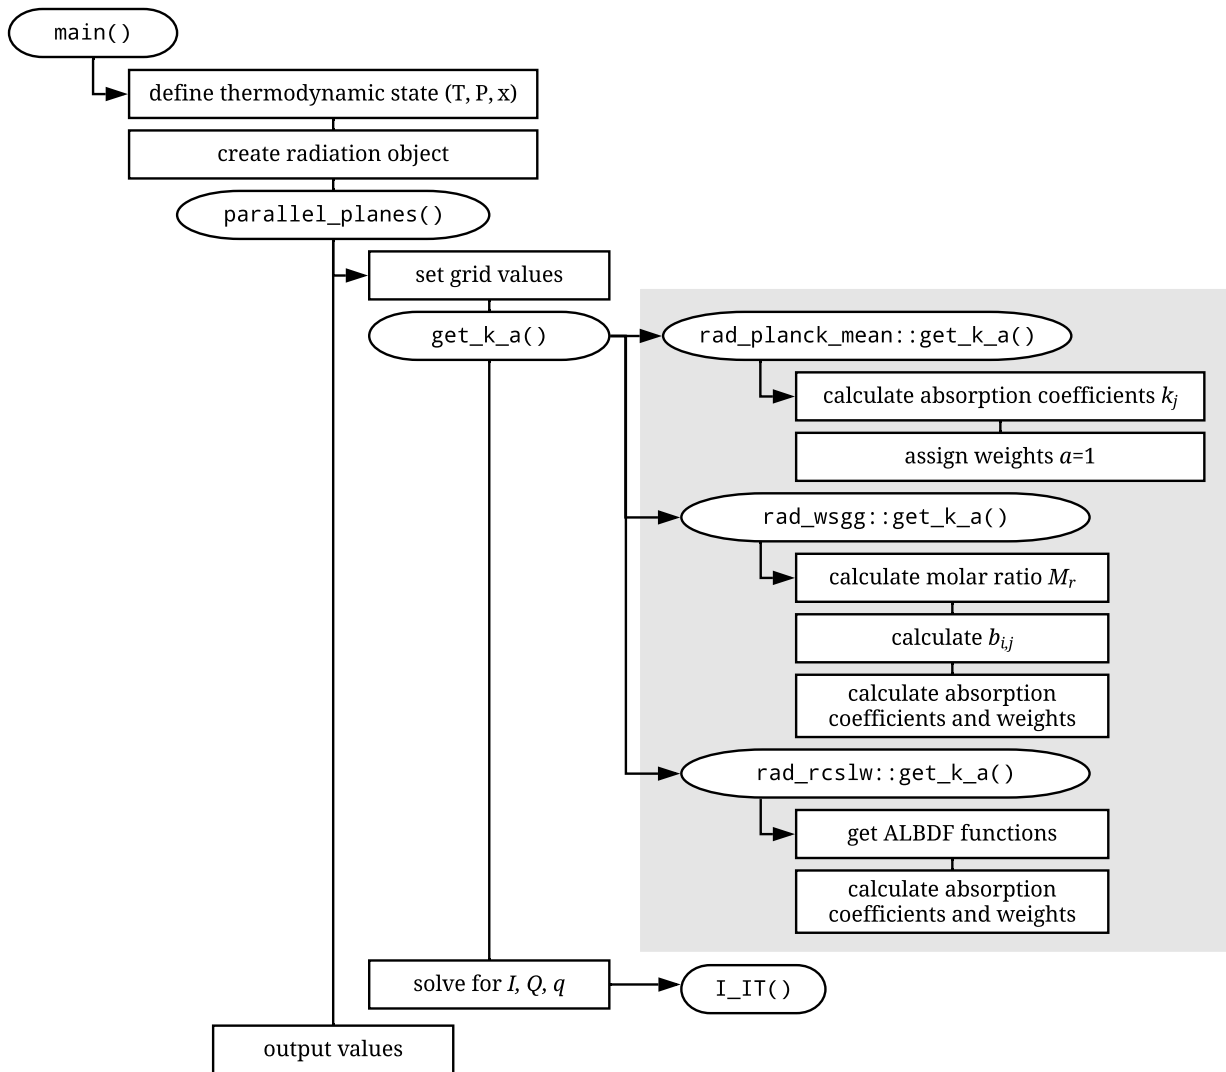 main()
define thermodynamic state (T, P, x)
create radiation object
parallel_planes()
set grid values
get_k_a()
rad_planck_mean::get_k_a()
calculate absorption coefficients kj
assign weights a=1
rad_wsgg::get_k_a()
calculate molar ratio Mr
calculate bi,j
calculate absorption
coefficients and weights
rad_rcslw::get_k_a()
get ALBDF functions
calculate absorption
coefficients and weights
solve for I, Q, q
I_IT()
output values